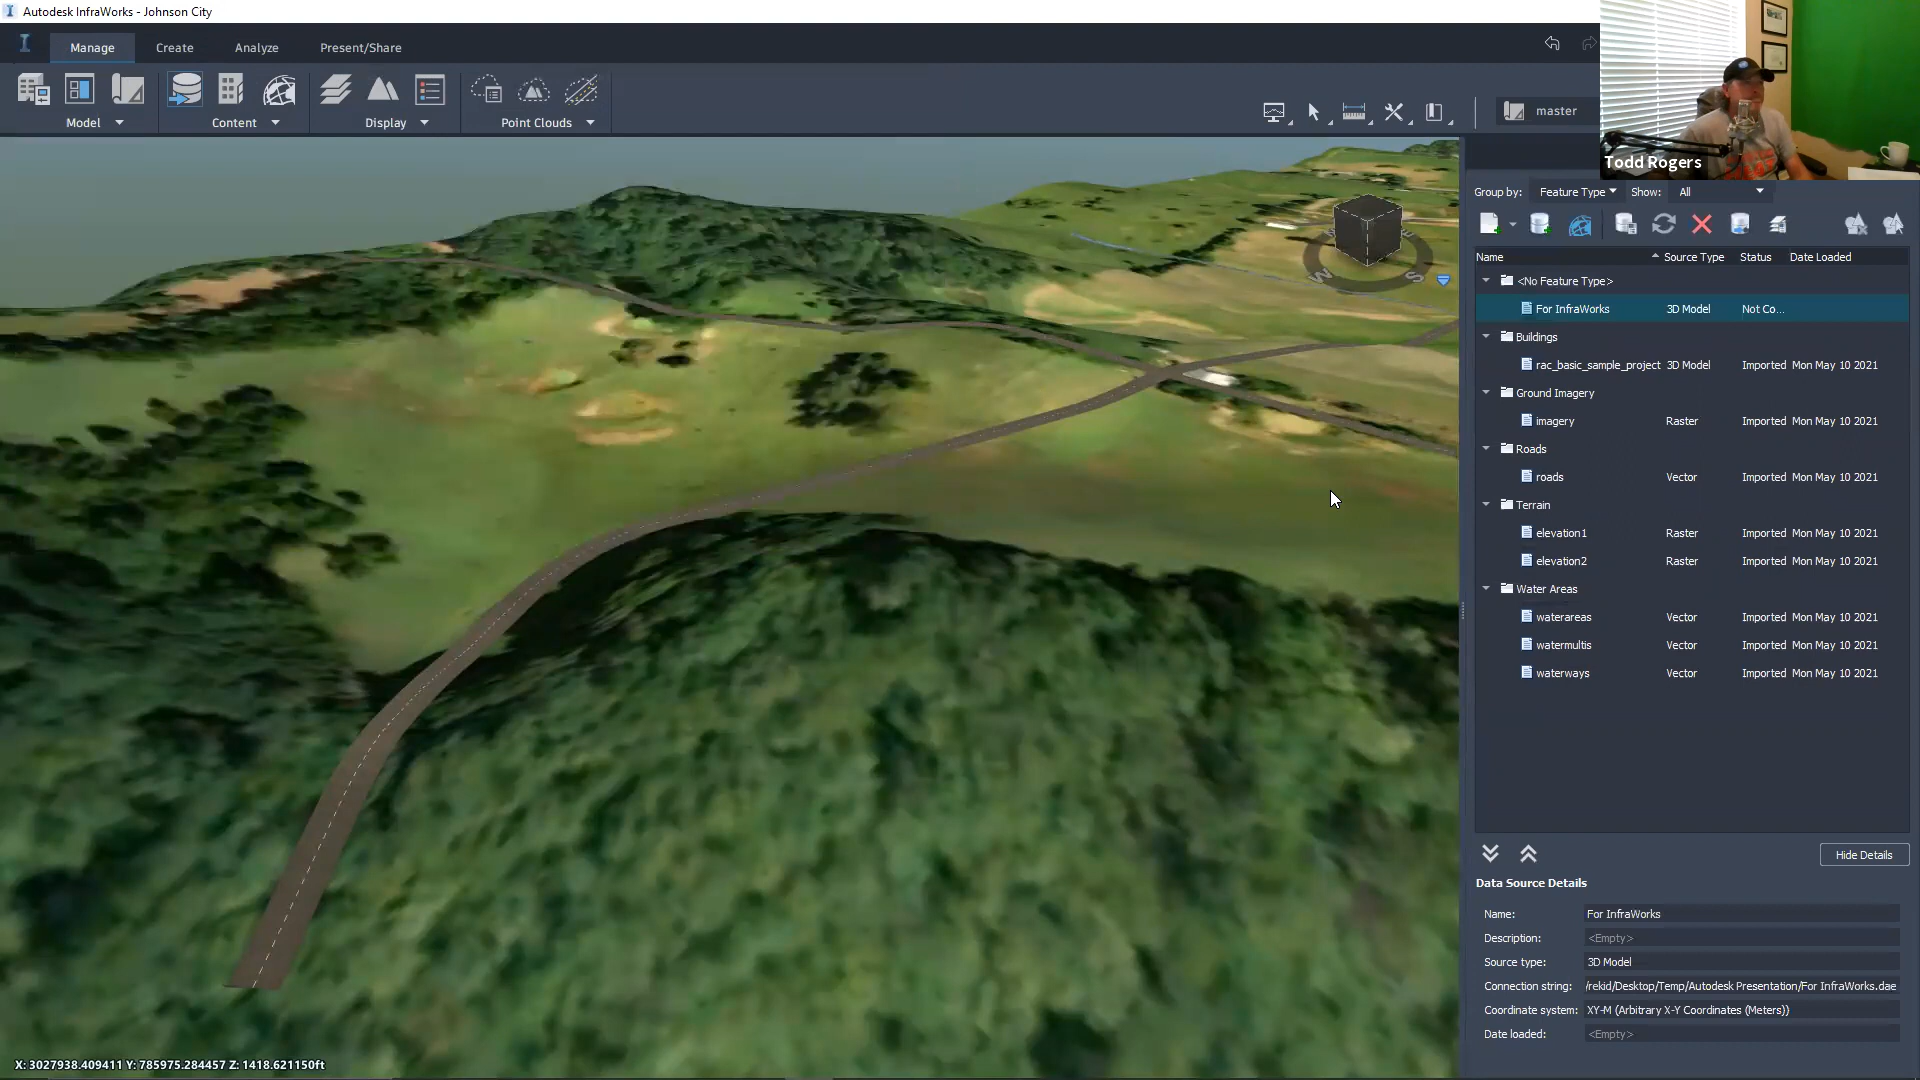 Autodesk InfraWorks - Johnson City
Manage Create Analyze Present/Share
Model Content Display Point Clouds
master
Todd Rogers
Group by: Feature Type Show: All
Name Source Type Status Date Loaded
<No Feature Type>
For InfraWorks 3D Model Not Co...
Buildings
rac_basic_sample_project 3D Model Imported Mon May 10 2021
Ground Imagery
imagery Raster Imported Mon May 10 2021
Roads
roads Vector Imported Mon May 10 2021
Terrain
elevation1 Raster Imported Mon May 10 2021
elevation2 Raster Imported Mon May 10 2021
Water Areas
waterareas Vector Imported Mon May 10 2021
watermultis Vector Imported Mon May 10 2021
waterways Vector Imported Mon May 10 2021
W S
Hide Details
Data Source Details
Name: For InfraWorks
Description: <Empty>
Source type: 3D Model
Connection string: /rekid/Desktop/Temp/Autodesk Presentation/For InfraWorks.dae
Coordinate system: XY-M (Arbitrary X-Y Coordinates (Meters))
Date loaded: <Empty>
X: 3027938.409411 Y: 785975.284457 Z: 1418.621150ft